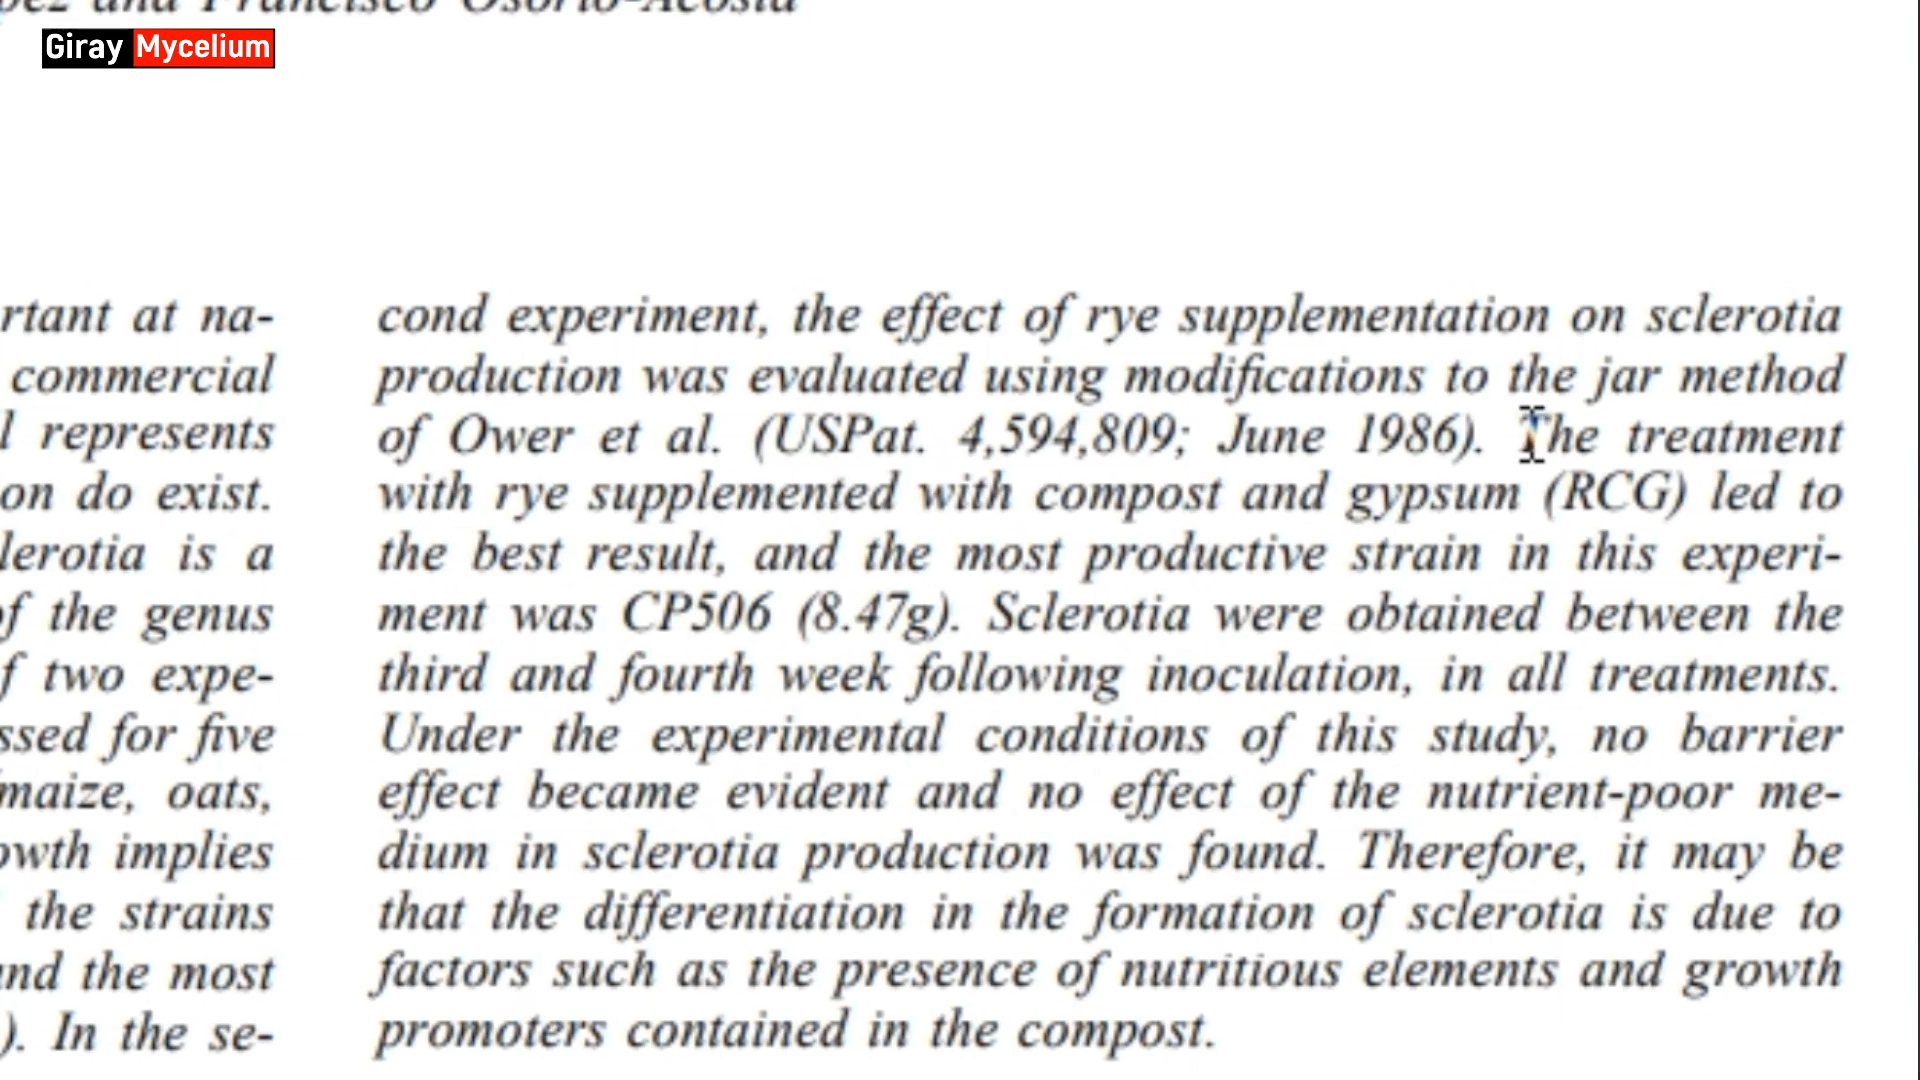 and Francisco Osorio-Acosta
Giray Mycelium
rtant at na-
commercial
l represents
on do exist.
lerotia is a
of the genus
f two expe-
ssed for five
maize, oats,
owth implies
the strains
nd the most
). In the se-
cond experiment, the effect of rye supplementation on sclerotia
production was evaluated using modifications to the jar method
of Ower et al. (USPat. 4,594,809; June 1986). The treatment
with rye supplemented with compost and gypsum (RCG) led to
the best result, and the most productive strain in this experi-
ment was CP506 (8.47g). Sclerotia were obtained between the
third and fourth week following inoculation, in all treatments.
Under the experimental conditions of this study, no barrier
effect became evident and no effect of the nutrient-poor me-
dium in sclerotia production was found. Therefore, it may be
that the differentiation in the formation of sclerotia is due to
factors such as the presence of nutritious elements and growth
promoters contained in the compost.